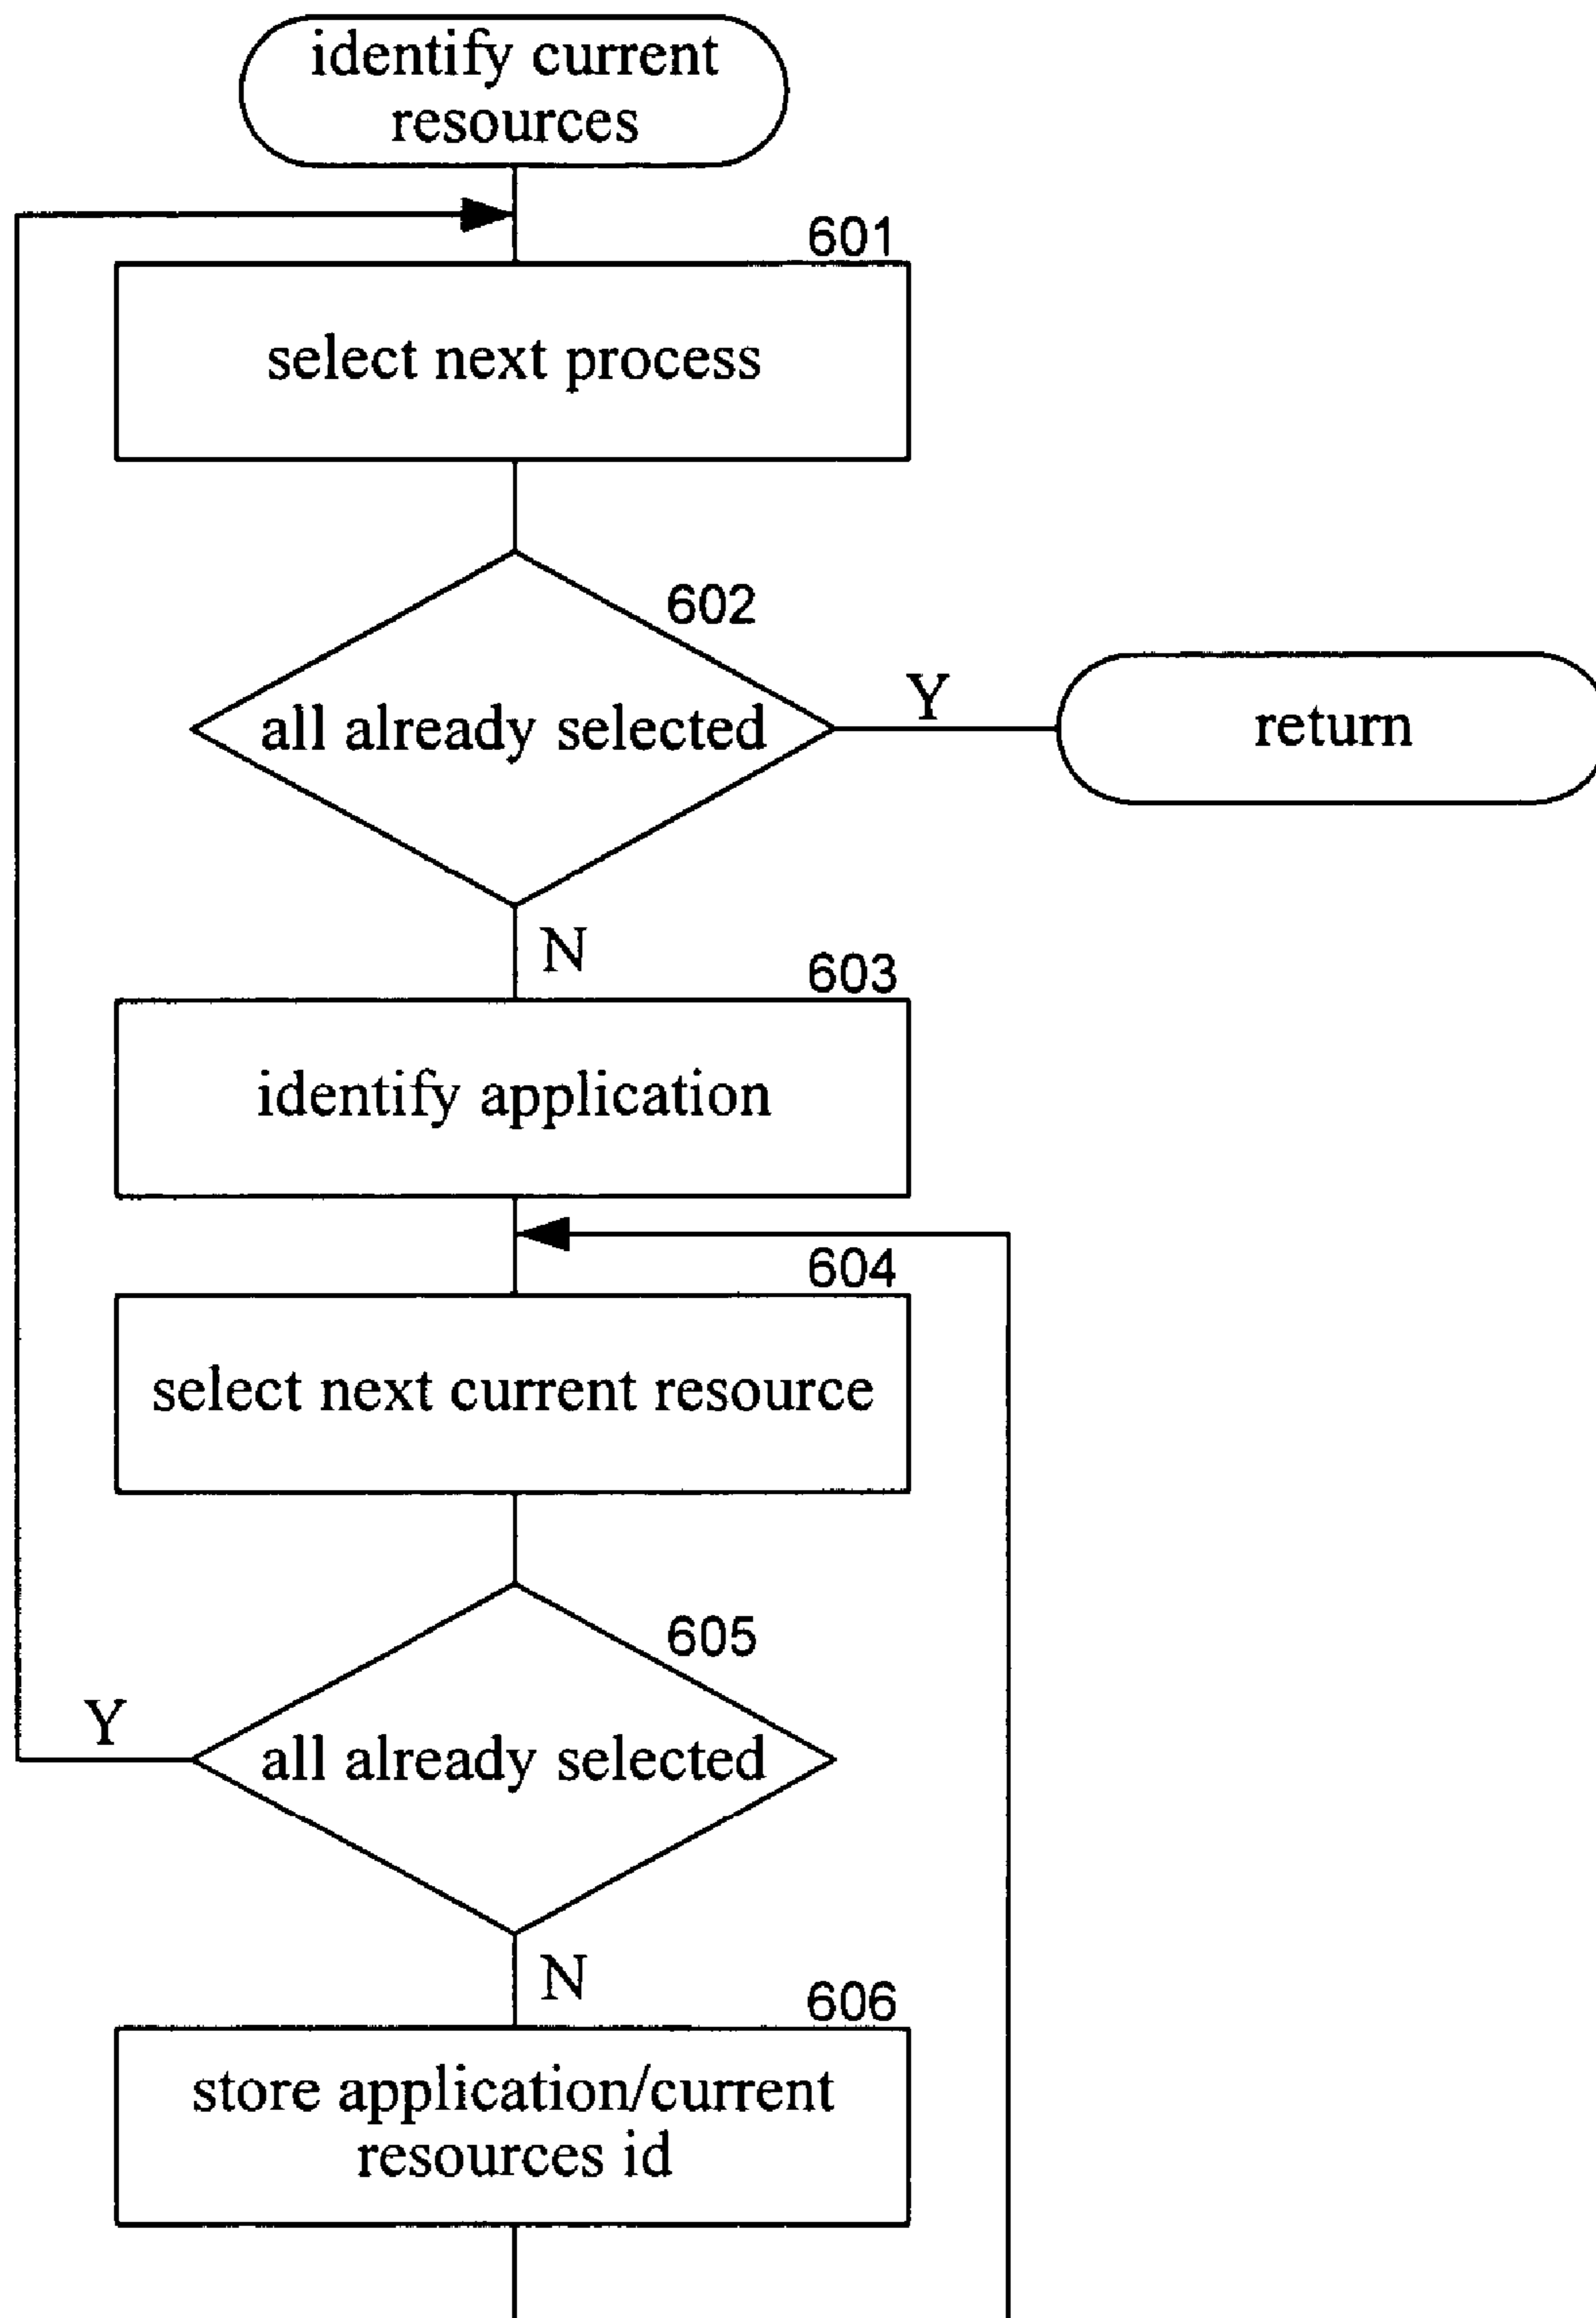 identify current
resources
601
select next process
602
all already selected
Y
return
N
603
identify application
604
select next current resource
605
Y
all already selected
N
606
store application/current
resources id